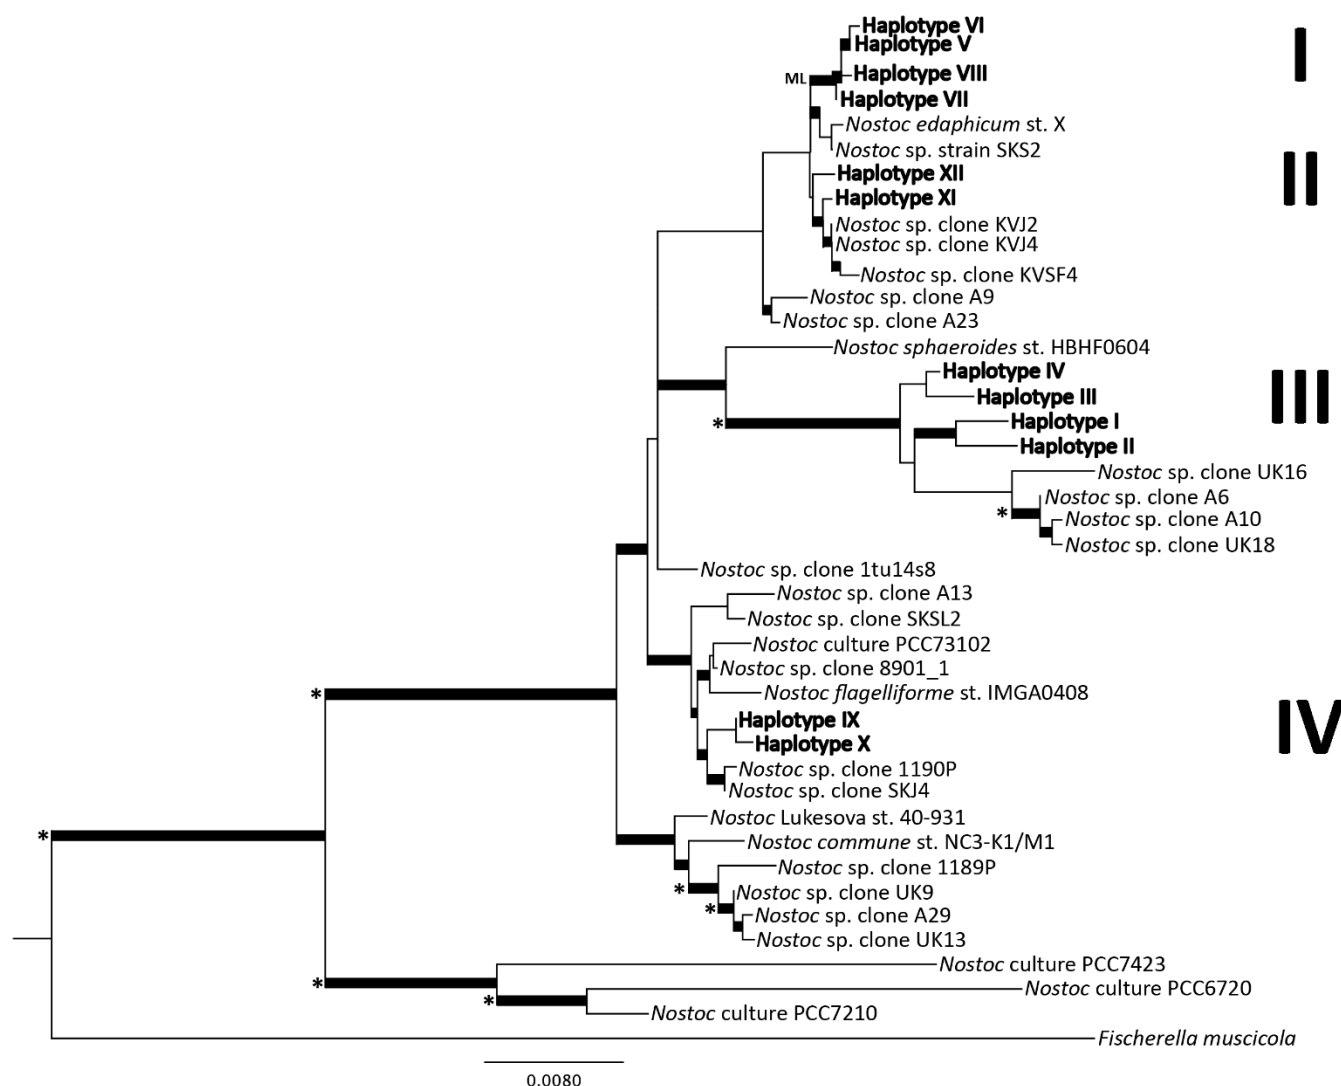 Haplotype VI
Haplotype V
I
ML
Haplotype VIII
Haplotype VII
Nostoc edaphicum st. X
Nostoc sp. strain SKS2
II
Haplotype XII
Haplotype XI
Nostoc sp. clone KVJ2
Nostoc sp. clone KVJ4
Nostoc sp. clone KVSF4
Nostoc sp. clone A9
Nostoc sp. clone A23
Nostoc sphaeroides st. HBHF0604
Haplotype IV
III
Haplotype III
Haplotype I
*
Haplotype II
Nostoc sp. clone UK16
Nostoc sp. clone A6
*
Nostoc sp. clone A10
Nostoc sp. clone UK18
Nostoc sp. clone 1tu14s8
Nostoc sp. clone A13
Nostoc sp. clone SKSL2
Nostoc culture PCC73102
Nostoc sp. clone 8901_1
*
Nostoc flagelliforme st. IMGA0408
Haplotype IX
IV
Haplotype X
Nostoc sp. clone 1190P
Nostoc sp. clone SKJ4
Nostoc Lukesova st. 40-931
*
Nostoc commune st. NC3-K1/M1
Nostoc sp. clone 1189P
*
Nostoc sp. clone UK9
*
Nostoc sp. clone A29
Nostoc sp. clone UK13
Nostoc culture PCC7423
*
Nostoc culture PCC6720
*
Nostoc culture PCC7210
Fischerella muscicola
0.0080